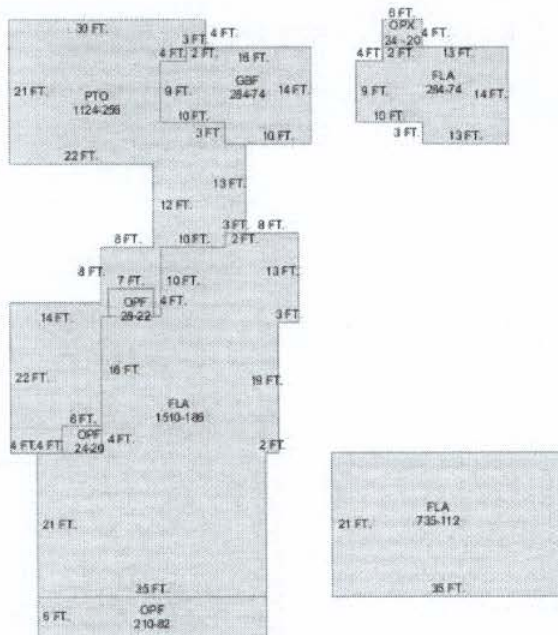 6 FT.
30 FT.
4 FT.
OPX
24-20
4 FT.
3 FT.
4 FT.
2 FT.
16 FT.
4 FT.
2 FT.
13 FT.
GBF
284-74
FLA
284-74
21 FT.
PTO
1124-256
9 FT.
14 FT.
9 FT.
14 FT.
10 FT.
10 FT.
3 FT.
10 FT.
3 FT.
13 FT.
22 FT.
13 FT.
12 FT.
3 FT.
8 FT.
8 FT.
10 FT.
2 FT.
8 FT.
7 FT.
10 FT.
13 FT.
OPF
28-22
4 FT.
14 FT.
3 FT.
16 FT.
22 FT.
19 FT.
FLA
1510-186
6 FT.
4 FT.
4 FT.
OPF
24-20
4 FT.
2 FT.
21 FT.
FLA
735-112
21 FT.
35 FT.
35 FT.
6 FT.
OPF
210-82